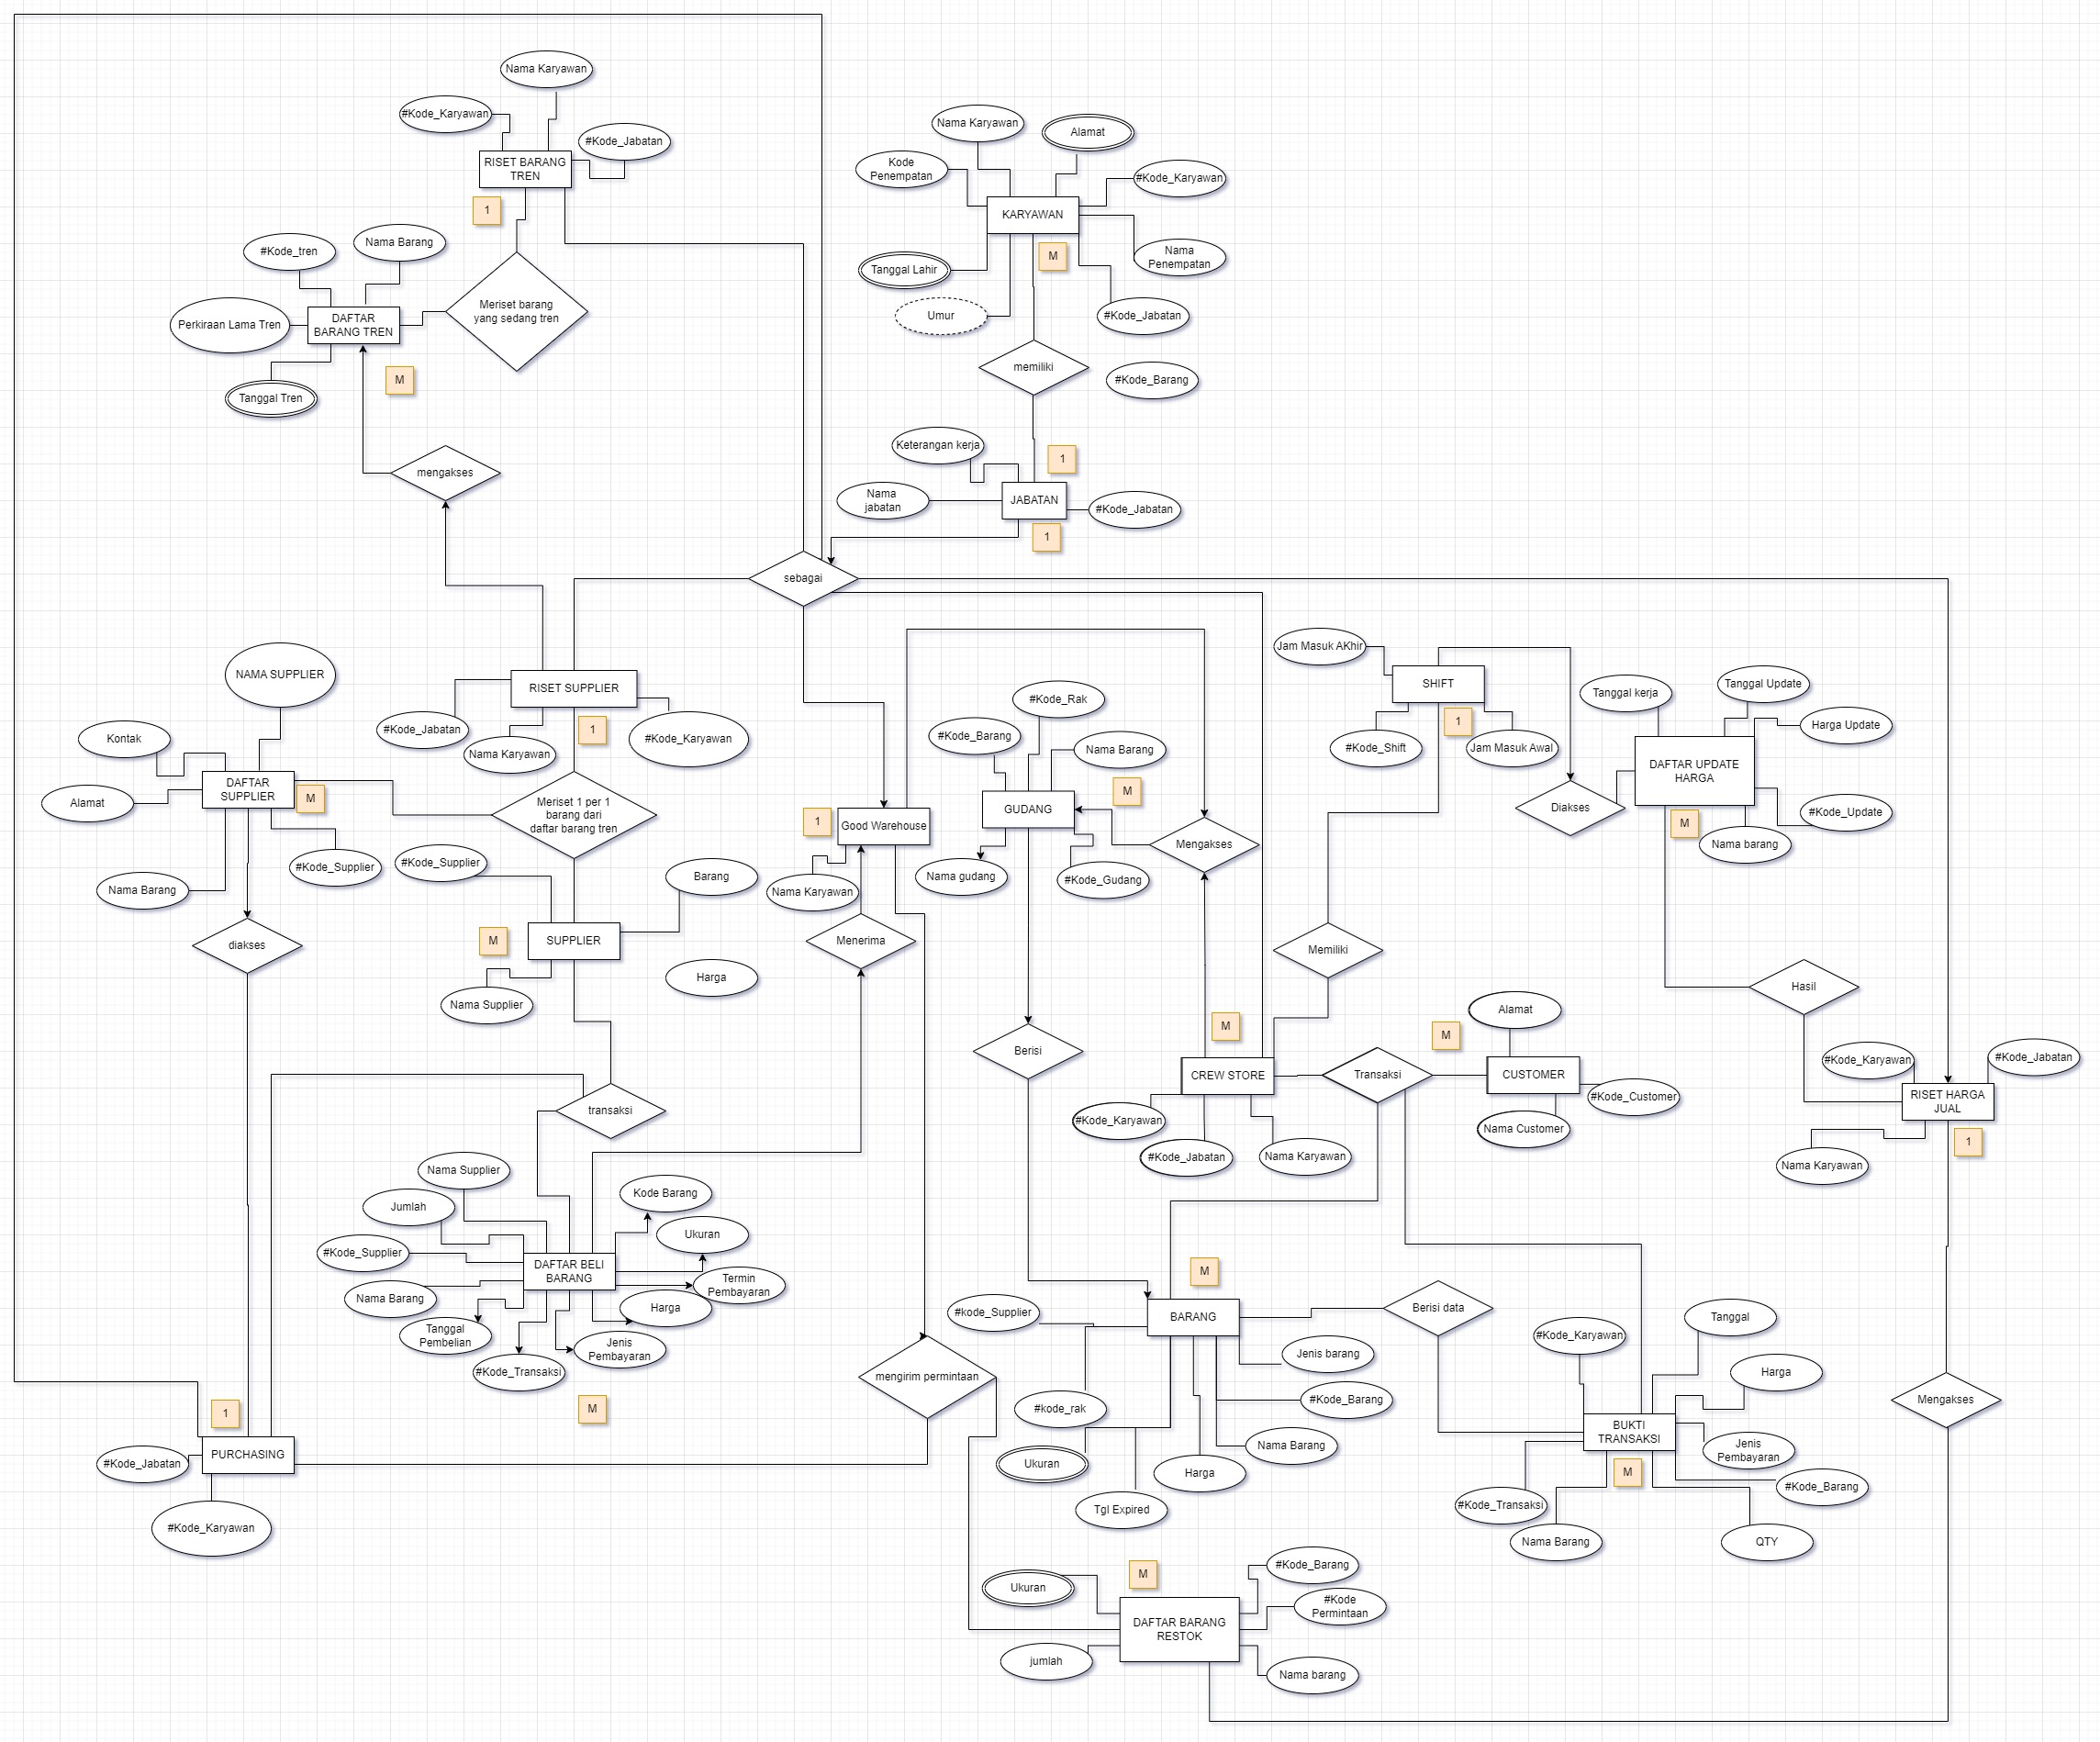 Nama Karyawan
#Kode_Karyawan
#Kode_Jabatan
RISET BARANG
TREN
1
Nama Karyawan
Alamat
Kode
Penempatan
#Kode_Karyawan
KARYAWAN
Nama
Penempatan
M
Tanggal Lahir
Umur
#Kode_Jabatan
#Kode_tren
Nama Barang
Perkiraan Lama Tren
DAFTAR
BARANG TREN
Meriset barang
yang sedang tren
M
Tanggal Tren
memiliki
#Kode_Barang
mengakses
Keterangan kerja
1
Nama
jabatan
JABATAN
#Kode_Jabatan
1
sebagai
NAMA SUPPLIER
RISET SUPPLIER
#Kode_Jabatan
Nama Karyawan
1
#Kode_Karyawan
Kontak
Alamat
DAFTAR
SUPPLIER
M
Meriset 1 per 1
barang dari
daftar barang tren
Nama Barang
#Kode_Supplier
#Kode_Supplier
Barang
diakses
M
SUPPLIER
Nama Supplier
Harga
1
Good Warehouse
Nama Karyawan
Menerima
#Kode_Rak
#Kode_Barang
Nama Barang
GUDANG
M
Nama gudang
#Kode_Gudang
Mengakses
Jam Masuk AKhir
SHIFT
1
#Kode_Shift
Jam Masuk Awal
Tanggal kerja
Tanggal Update
Harga Update
DAFTAR UPDATE
HARGA
Diakses
M
#Kode_Update
Nama barang
Memiliki
Hasil
Berisi
M
CREW STORE
Transaksi
M
Alamat
CUSTOMER
#Kode_Customer
Nama Customer
#Kode_Karyawan
#Kode_Jabatan
Nama Karyawan
#Kode_Karyawan
#Kode_Jabatan
RISET HARGA
JUAL
1
Nama Karyawan
transaksi
Nama Supplier
Jumlah
#Kode_Supplier
Nama Barang
Tanggal
Pembelian
DAFTAR BELI
BARANG
Kode Barang
Ukuran
Termin
Pembayaran
Harga
Jenis
Pembayaran
#Kode_Transaksi
M
1
PURCHASING
#Kode_Jabatan
#Kode_Karyawan
mengirim permintaan
M
#kode_Supplier
BARANG
Berisi data
Jenis barang
#kode_rak
#Kode_Barang
Nama Barang
Ukuran
Harga
Tgl Expired
#Kode_Karyawan
Tanggal
Harga
BUKTI
TRANSAKSI
Jenis
Pembayaran
M
#Kode_Barang
#Kode_Transaksi
Nama Barang
QTY
Mengakses
M
Ukuran
#Kode_Barang
#Kode
Permintaan
DAFTAR BARANG
RESTOK
jumlah
Nama barang